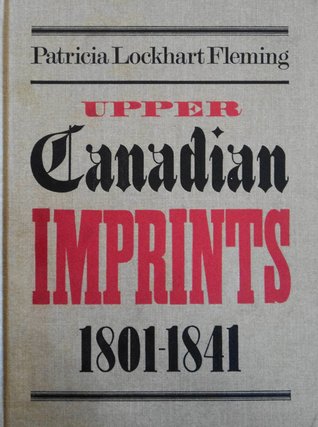 Patricia Lockhart Fleming
UPPER
Canadian
IMPRINTS
1801-1841